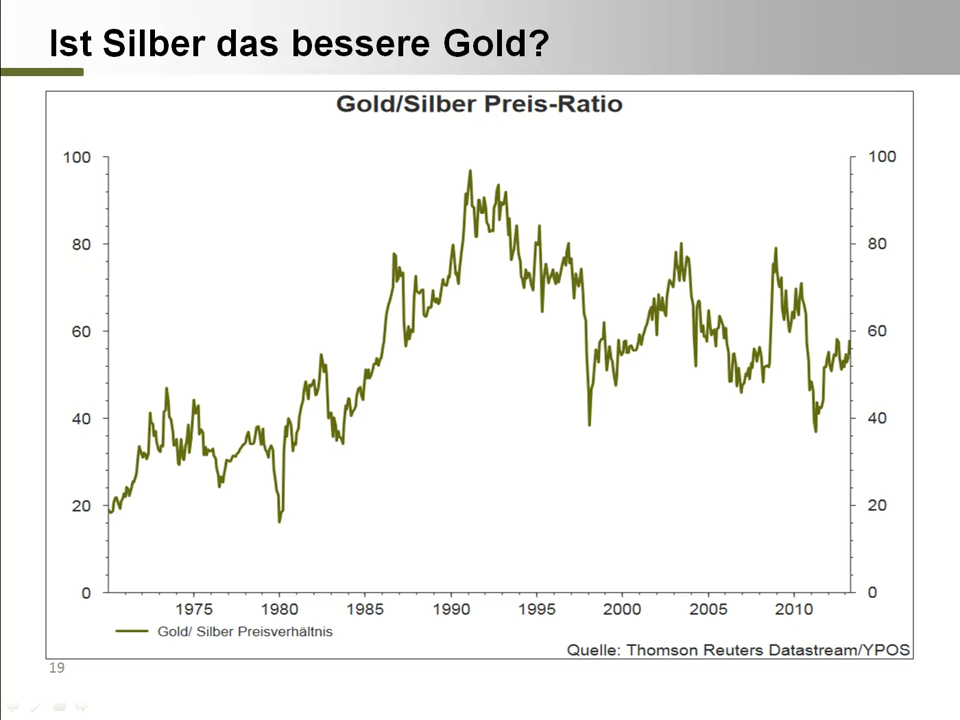 Ist Silber das bessere Gold?
Gold/Silber Preis-Ratio
100 100
80 80
60 60
40 40
20 20
0 0
1975 1980 1985 1990 1995 2000 2005 2010
Gold/ Silber Preisverhältnis
Quelle: Thomson Reuters Datastream/YPOS
19